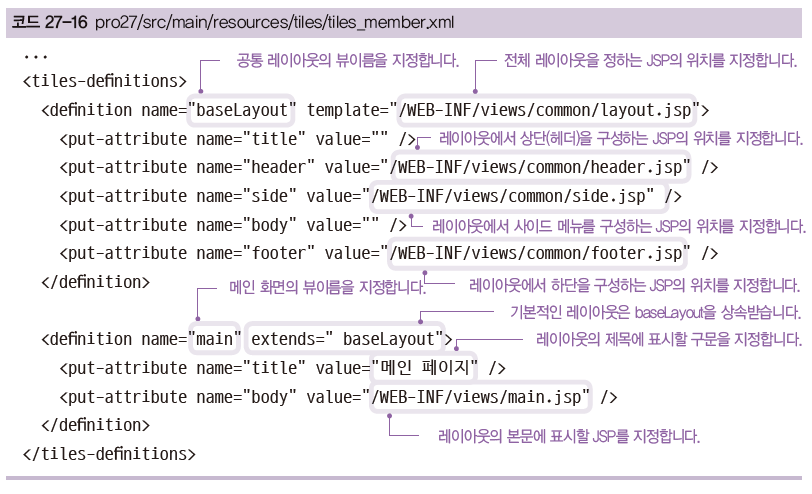 코드 27-16 pro27/src/main/resources/tiles/tiles_member.xml
...
공통 레이아웃의 뷰이름을 지정합니다. 전체 레이아웃을 정하는 JSP의 위치를 지정합니다.
<tiles-definitions>
<definition name="baseLayout" template="/WEB-INF/views/common/layout.jsp">
<put-attribute name="title" value="" /> 레이아웃에서 상단(헤더)을 구성하는 JSP의 위치를 지정합니다.
<put-attribute name="header" value="/WEB-INF/views/common/header.jsp" />
<put-attribute name="side" value="/WEB-INF/views/common/side.jsp" />
<put-attribute name="body" value="" /> 레이아웃에서 사이드 메뉴를 구성하는 JSP의 위치를 지정합니다.
<put-attribute name="footer" value="/WEB-INF/views/common/footer.jsp" />
</definition> 메인 화면의 뷰이름을 지정합니다. 레이아웃에서 하단을 구성하는 JSP의 위치를 지정합니다.
기본적인 레이아웃은 baseLayout을 상속받습니다.
<definition name="main" extends=" baseLayout"> 레이아웃의 제목에 표시할 구문을 지정합니다.
<put-attribute name="title" value="메인 페이지" />
<put-attribute name="body" value="/WEB-INF/views/main.jsp" />
</definition>
레이아웃의 본문에 표시할 JSP를 지정합니다.
</tiles-definitions>